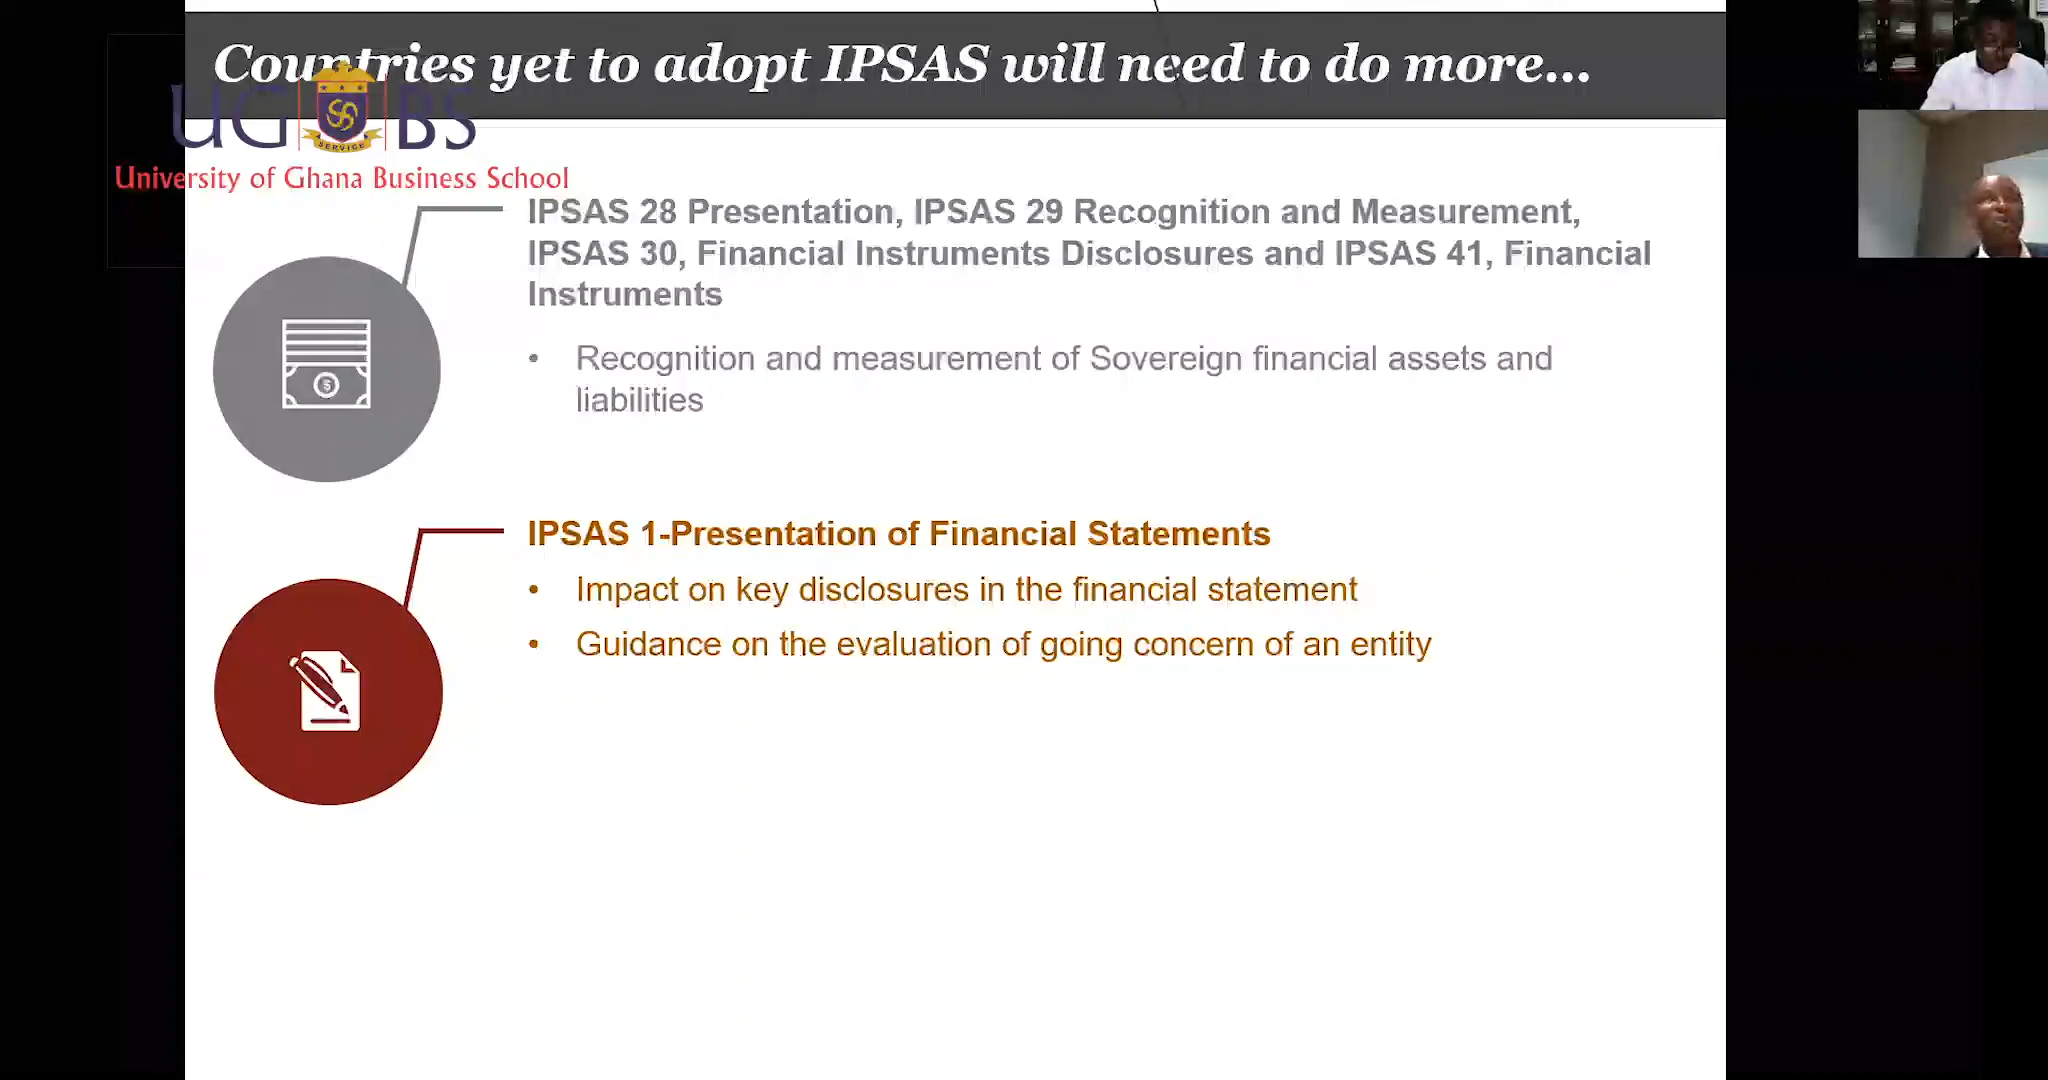 Countries yet to adopt IPSAS will need to do more...
UG BS
SERVICE
University of Ghana Business School
IPSAS 28 Presentation, IPSAS 29 Recognition and Measurement,
IPSAS 30, Financial Instruments Disclosures and IPSAS 41, Financial
Instruments
• Recognition and measurement of Sovereign financial assets and
liabilities
$
IPSAS 1-Presentation of Financial Statements
• Impact on key disclosures in the financial statement
• Guidance on the evaluation of going concern of an entity